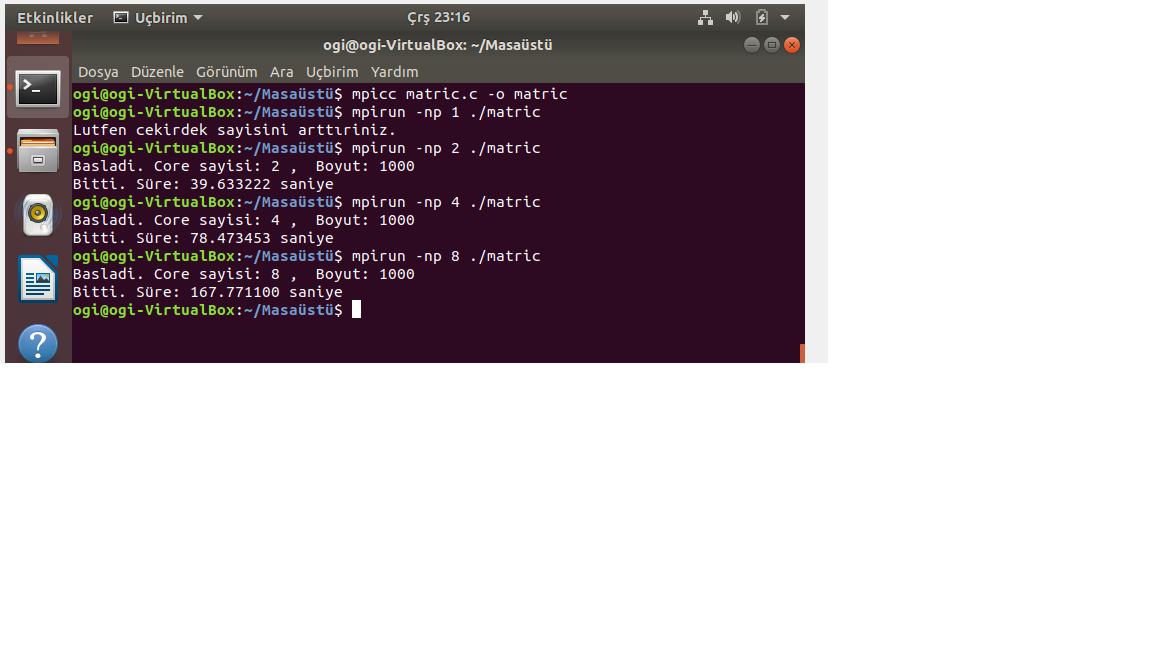 Etkinlikler Uçbirim Çrş 23:16
ogi@ogi-VirtualBox: ~/Masaüstü
Dosya Düzenle Görünüm Ara Uçbirim Yardım
ogi@ogi-VirtualBox:~/Masaüstü$ mpicc matric.c -o matric
ogi@ogi-VirtualBox:~/Masaüstü$ mpirun -np 1 ./matric
Lutfen cekirdek sayisini arttıriniz.
ogi@ogi-VirtualBox:~/Masaüstü$ mpirun -np 2 ./matric
Basladi. Core sayisi: 2 ,  Boyut: 1000
Bitti. Süre: 39.633222 saniye
ogi@ogi-VirtualBox:~/Masaüstü$ mpirun -np 4 ./matric
Basladi. Core sayisi: 4 ,  Boyut: 1000
Bitti. Süre: 78.473453 saniye
ogi@ogi-VirtualBox:~/Masaüstü$ mpirun -np 8 ./matric
Basladi. Core sayisi: 8 ,  Boyut: 1000
Bitti. Süre: 167.771100 saniye
ogi@ogi-VirtualBox:~/Masaüstü$